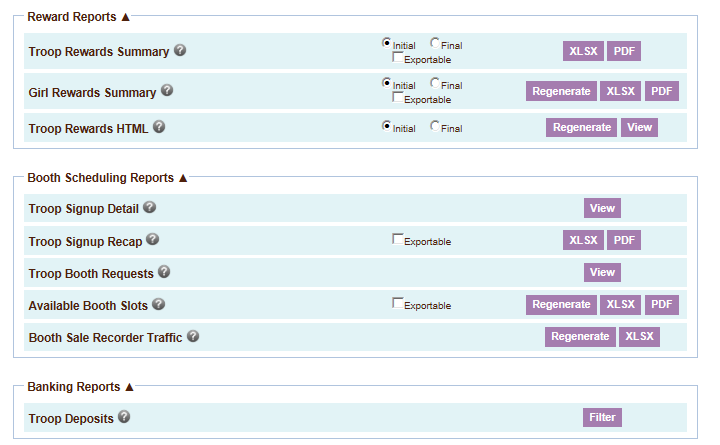 Reward Reports ▲
Troop Rewards Summary ? Initial Final XLSX PDF
Exportable
Girl Rewards Summary ? Initial Final Regenerate XLSX PDF
Exportable
Troop Rewards HTML ? Initial Final Regenerate View
Booth Scheduling Reports ▲
Troop Signup Detail ? View
Troop Signup Recap ? Exportable XLSX PDF
Troop Booth Requests ? View
Available Booth Slots ? Exportable Regenerate XLSX PDF
Booth Sale Recorder Traffic ? Regenerate XLSX
Banking Reports ▲
Troop Deposits ? Filter